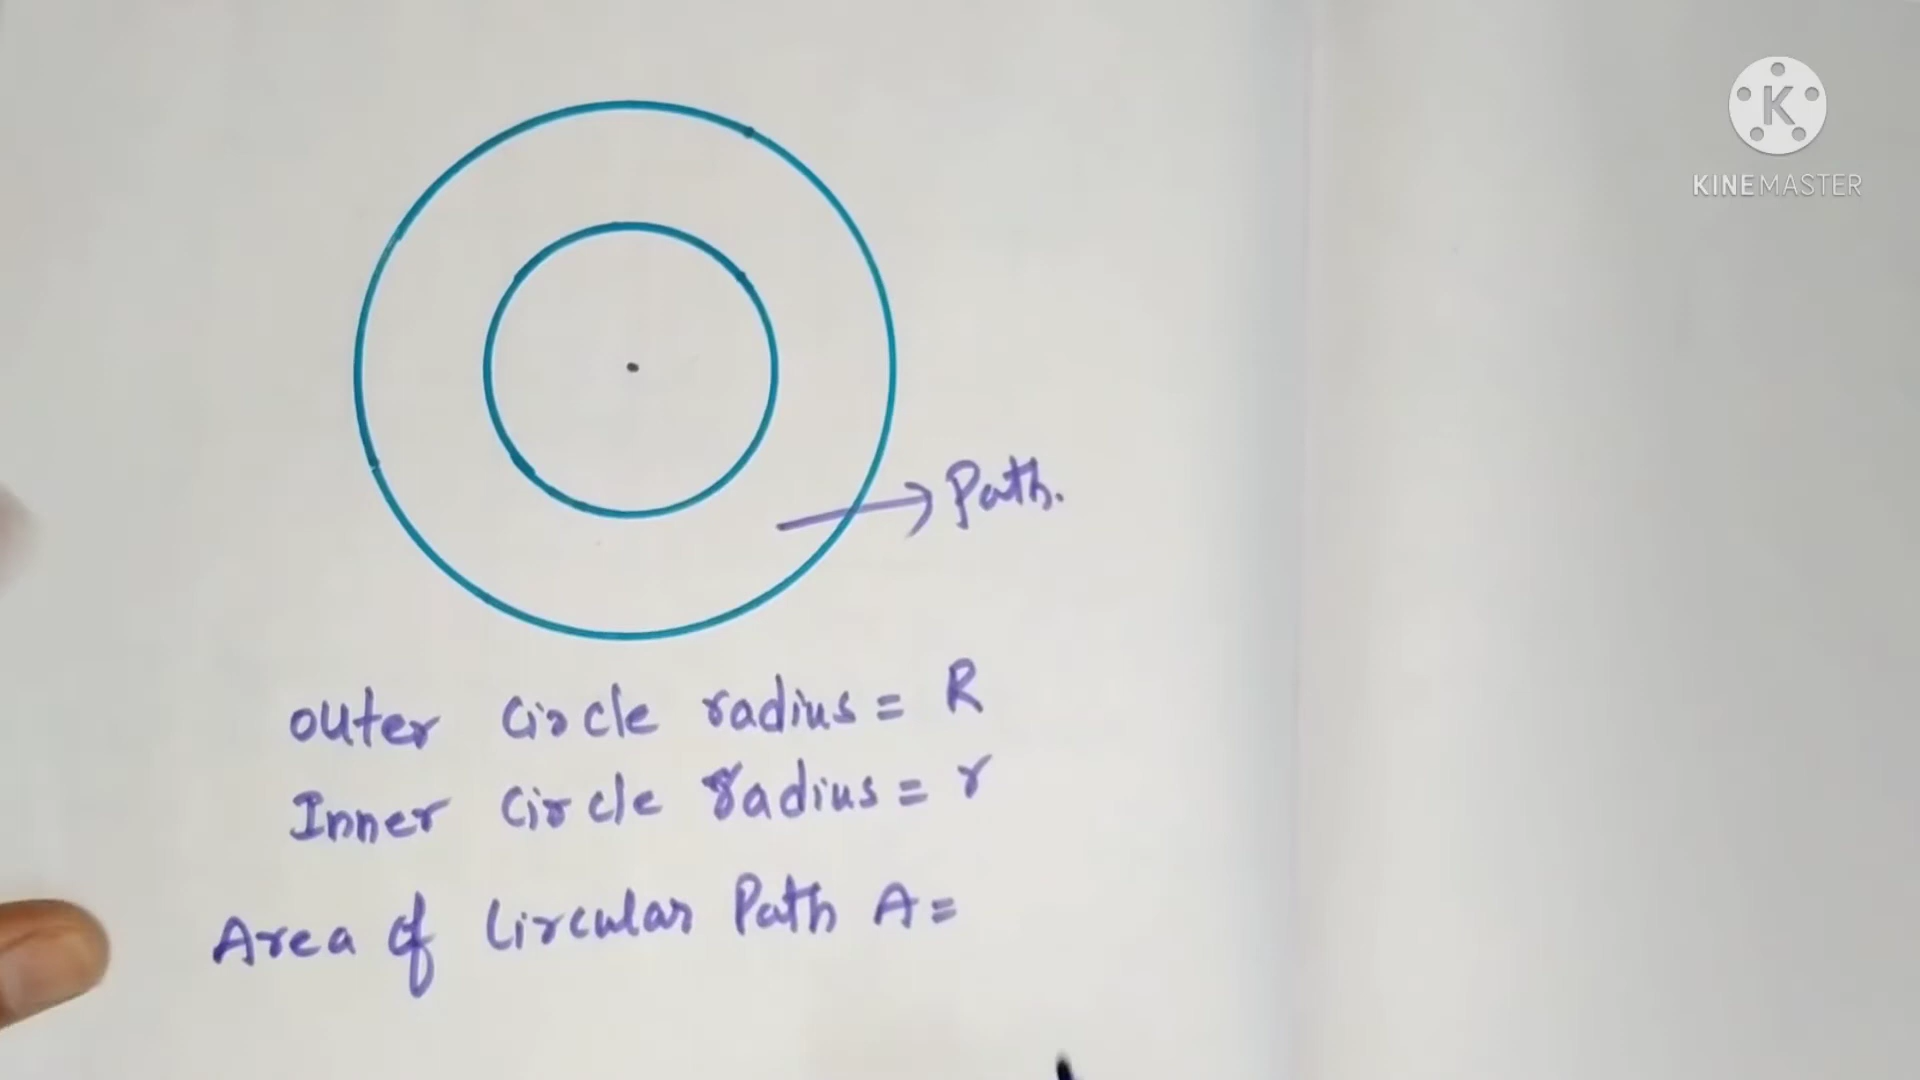 KINEMASTER
Path.
outer circle radius = R
Inner circle radius = r
Area of Circular Path A =